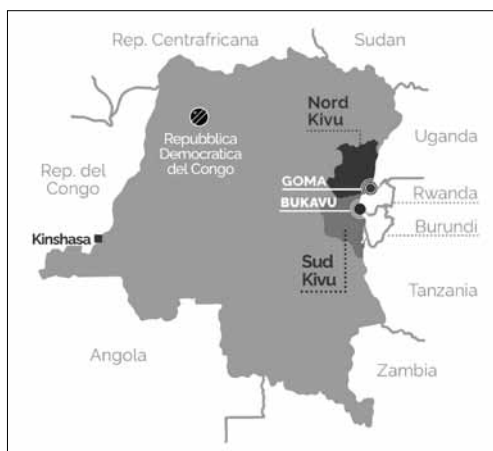 Rep. Centrafricana
Sudan
Nord
Kivu
Uganda
Repubblica
Democratica
del Congo
Rep. del
Congo
GOMA
Rwanda
BUKAVU
Burundi
Kinshasa
Sud
Kivu
Tanzania
Angola
Zambia